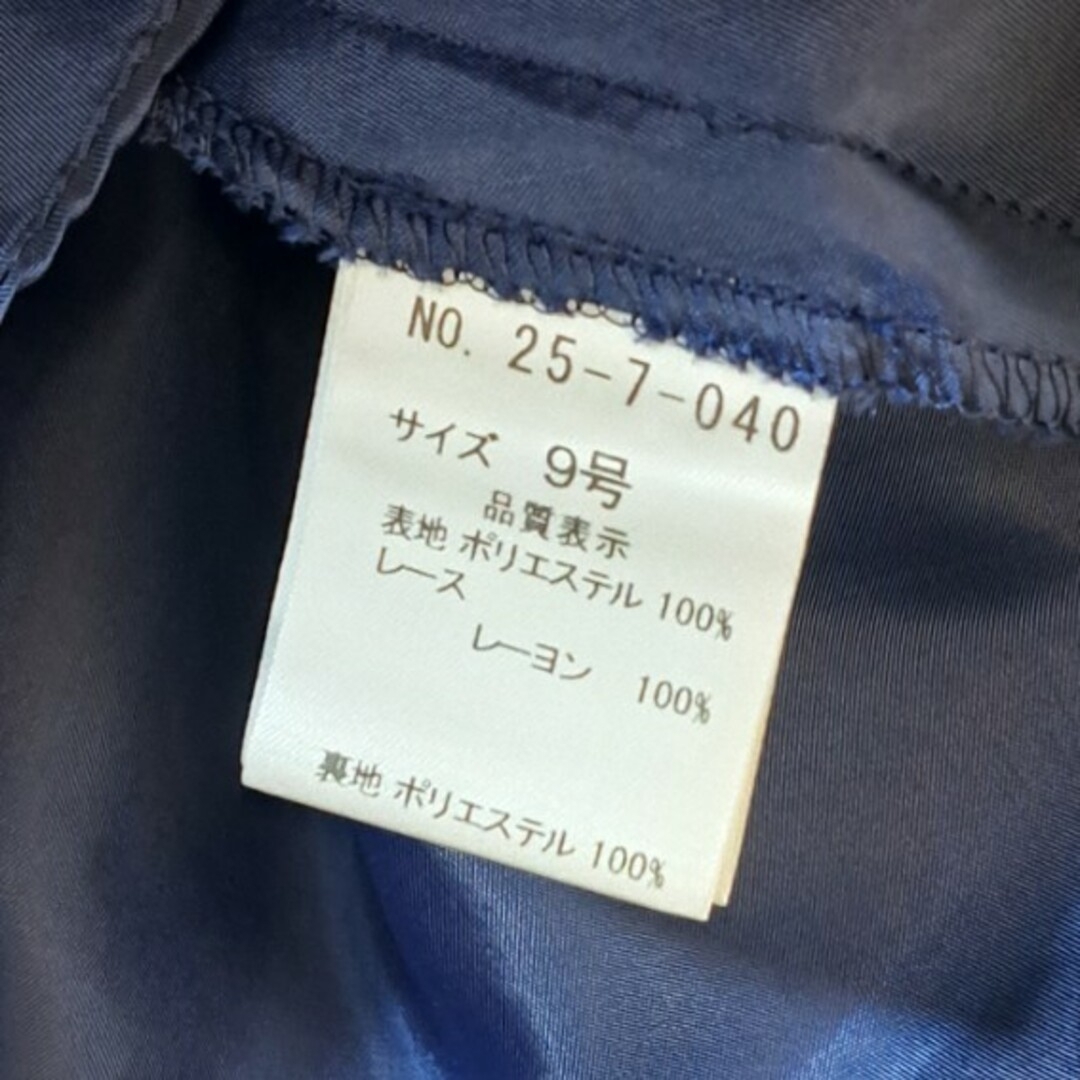 NO. 25-7-040
サイズ 9号
品質表示
表地 ポリエステル 100%
レース
レーヨン 100%
裏地 ポリエステル 100%